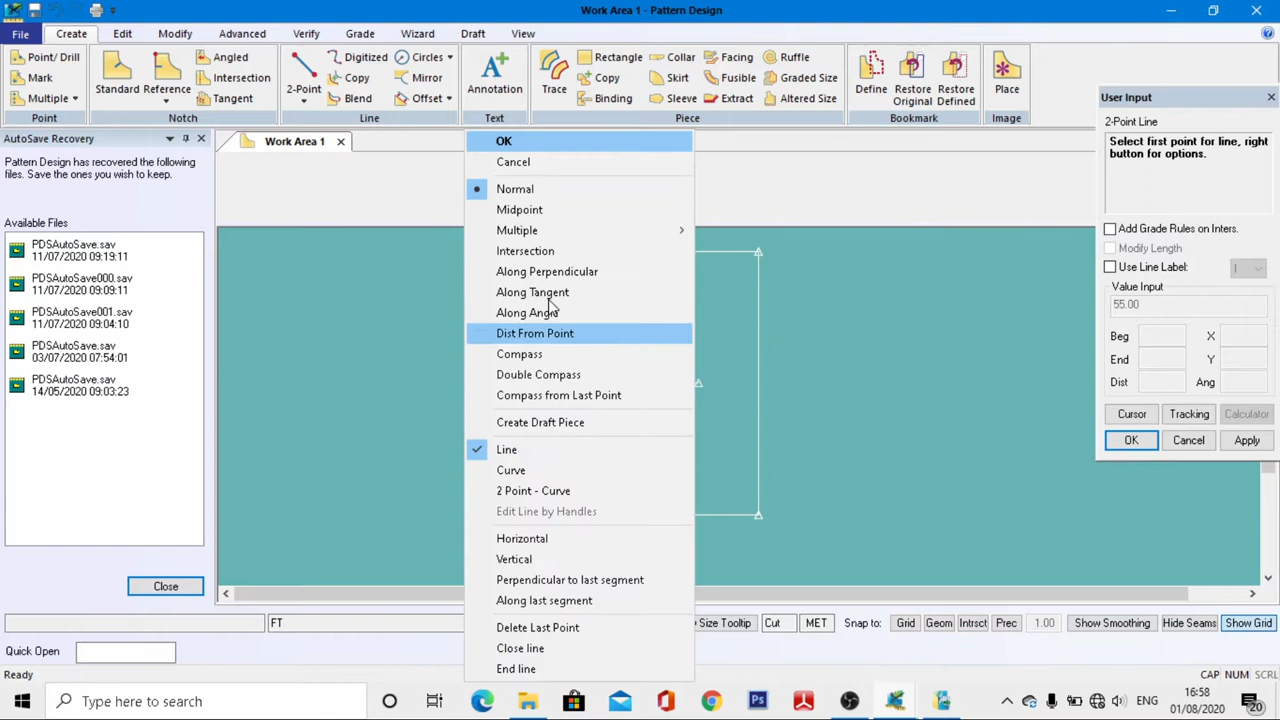 Work Area 1 - Pattern Design
File
Create
Edit
Modify
Advanced
Verify
Grade
Wizard
Draft
View
Point/ Drill
Mark
Multiple
Point
Standard
Reference
Angled
Intersection
Tangent
Notch
2-Point
Digitized
Copy
Blend
Circles
Mirror
Offset
Line
Annotation
Text
Trace
Rectangle
Copy
Binding
Collar
Skirt
Sleeve
Facing
Fusible
Extract
Ruffle
Graded Size
Altered Size
Piece
Define
Restore Original
Restore Defined
Bookmark
Place
Image
AutoSave Recovery
Pattern Design has recovered the following
files. Save the ones you wish to keep.
Available Files
PDSAutoSave.sav
11/07/2020 09:19:11
PDSAutoSave000.sav
11/07/2020 09:09:11
PDSAutoSave001.sav
11/07/2020 09:04:10
PDSAutoSave.sav
03/07/2020 07:54:01
PDSAutoSave.sav
14/05/2020 09:03:23
Close
Work Area 1
OK
Cancel
Normal
Midpoint
Multiple
Intersection
Along Perpendicular
Along Tangent
Along Angle
Dist From Point
Compass
Double Compass
Compass from Last Point
Create Draft Piece
Line
Curve
2 Point - Curve
Edit Line by Handles
Horizontal
Vertical
Perpendicular to last segment
Along last segment
Delete Last Point
Close line
End line
User Input
2-Point Line
Select first point for line, right
button for options.
Add Grade Rules on Inters.
Modify Length
Use Line Label:
Value Input
55.00
Beg
X
End
Y
Dist
Ang
Cursor
Tracking
Calculator
OK
Cancel
Apply
FT
Size Tooltip
Cut
MET
Snap to:
Grid
Geom
Intrsct
Prec
1.00
Show Smoothing
Hide Seams
Show Grid
Quick Open
Ready
CAP
NUM
SCRL
Type here to search
ENG
16:58
01/08/2020
20